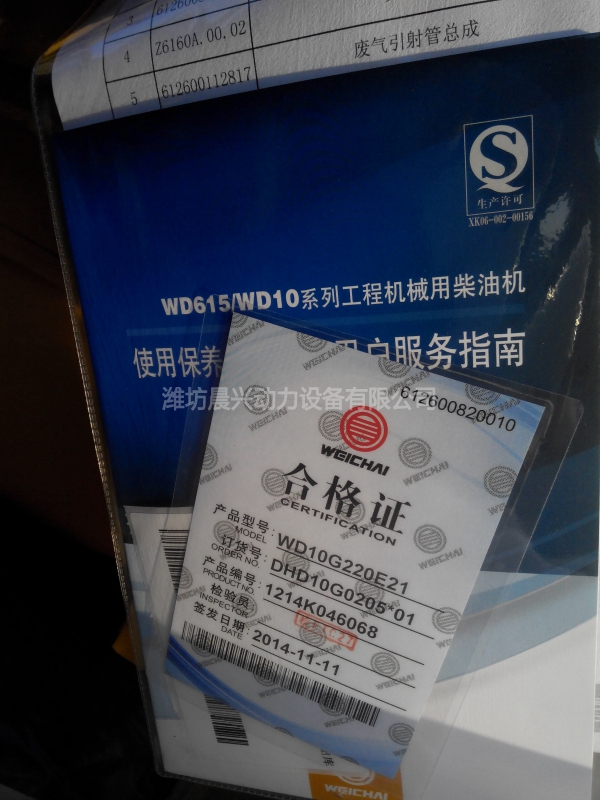 3
4 Z6160A.00.02 废气引射管总成
5 612600112817
S
生产许可
XK06-002-00156
WD615/WD10系列工程机械用柴油机
使用保养 用户服务指南
潍坊晨兴动力设备有限公司
612600820010
WEICHAI
合格证
CERTIFICATION
产品型号: WD10G220E21
MODEL
订货号: DHD10G0205*01
ORDER NO.
产品编号: 1214K046068
PRODUCT NO.
检验员
INSPECTOR
签发日期: 2014-11-11
DATE
WEICHAI